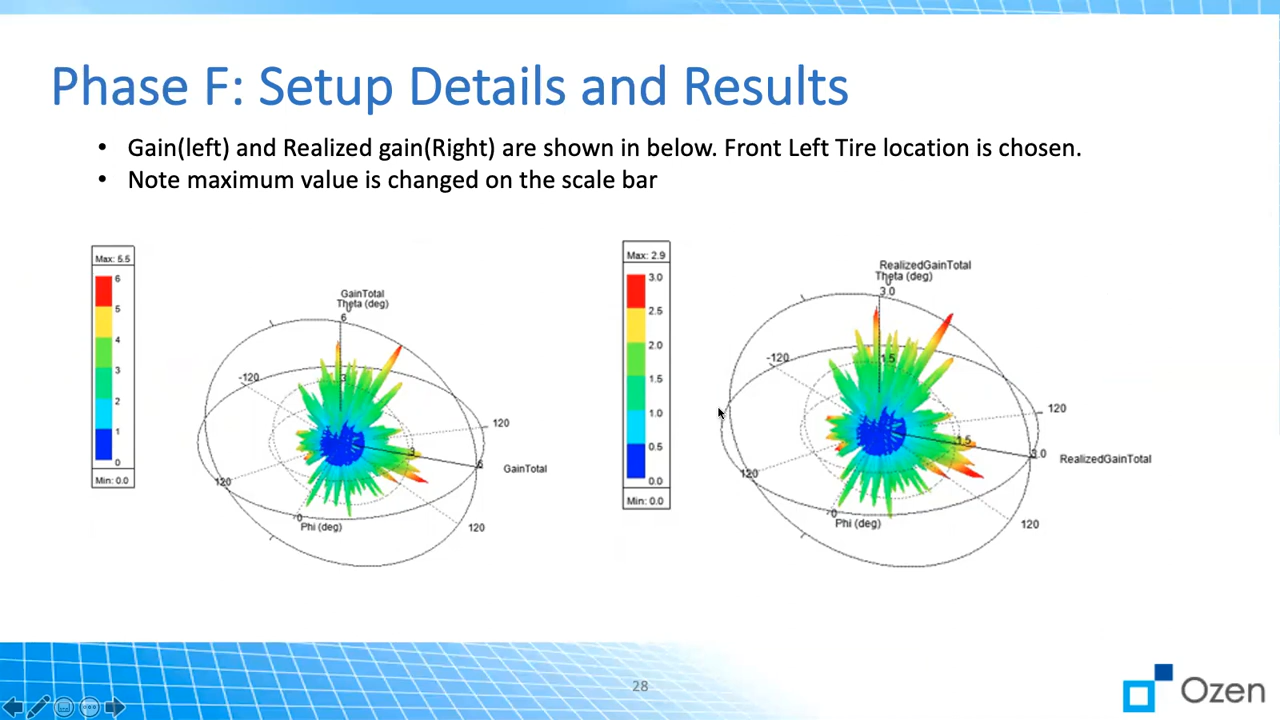 Phase F: Setup Details and Results
• Gain(left) and Realized gain(Right) are shown in below. Front Left Tire location is chosen.
• Note maximum value is changed on the scale bar
Max: 5.5
6
5
4
3
2
1
0
Min: 0.0
GainTotal
Theta (deg)
0
6
3
-120
120
3
6
GainTotal
120
-0
Phi (deg)
120
Max: 2.9
3.0
2.5
2.0
1.5
1.0
0.5
0.0
Min: 0.0
RealizedGainTotal
Theta (deg)
0
3.0
1.5
-120
120
1.5
3.0
RealizedGainTotal
120
-0
Phi (deg)
120
28
Ozen